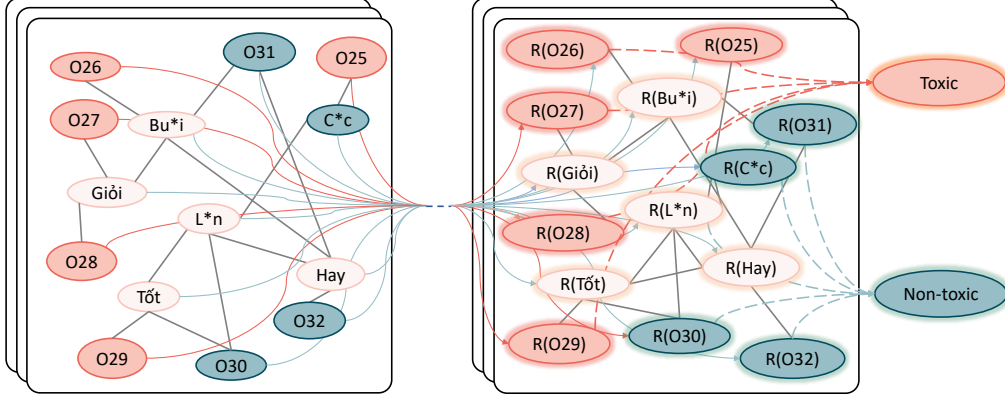 O26
O31
O25
O27
Bu*i
C*c
Giỏi
L*n
O28
Tốt
Hay
O32
O29
O30
R(O26)
R(O25)
R(Bu*i)
R(O27)
R(O31)
R(Giỏi)
R(C*c)
R(L*n)
R(O28)
R(Hay)
R(Tốt)
R(O30)
R(O29)
R(O32)
Toxic
Non-toxic